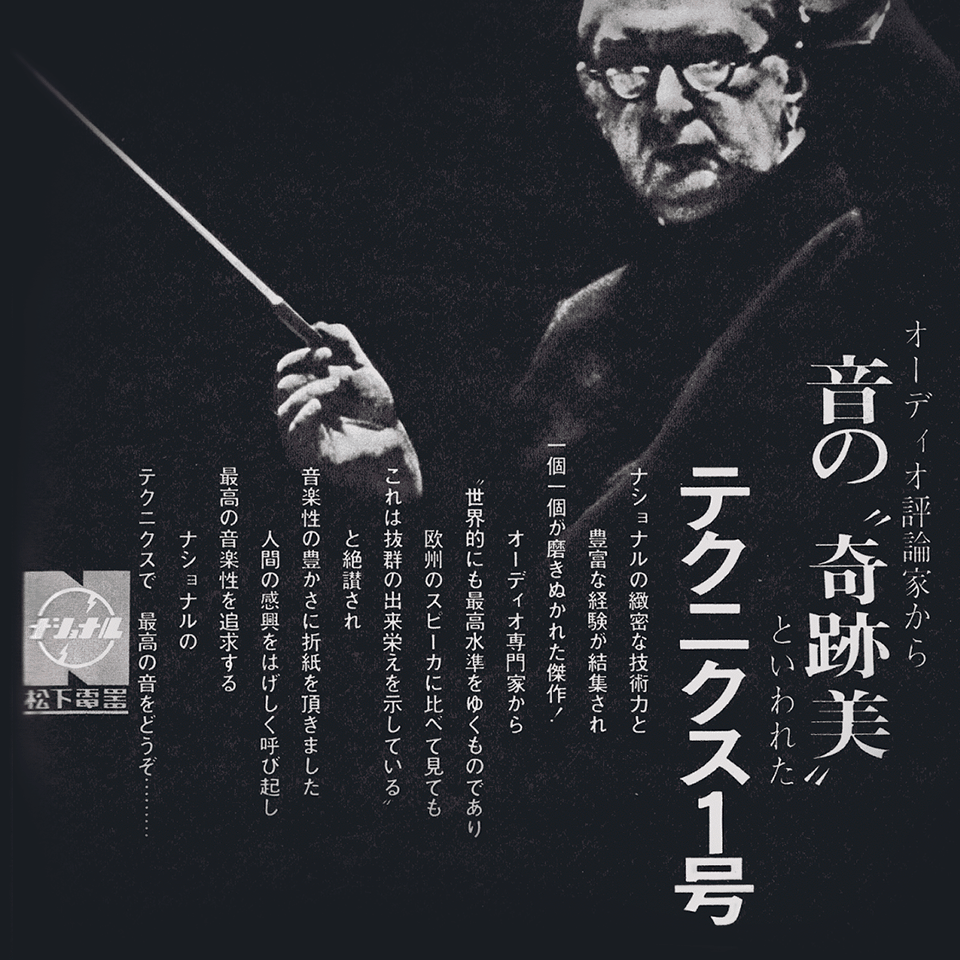 オーディオ評論家から
音の〝奇跡美〟
といわれた
テクニクス1号
ナショナルの緻密な技術力と
豊富な経験が結集され
一個一個が磨きぬかれた傑作！
オーディオ専門家から
〝世界的にも最高水準をゆくものであり
欧州のスピーカに比べて見ても
これは抜群の出来栄えを示している〟
と絶讃され
音楽性の豊かさに折紙を頂きました
人間の感興をはげしく呼び起し
最高の音楽性を追求する
ナショナルの
テクニクスで　最高の音をどうぞ………
ナショナル
松下電器